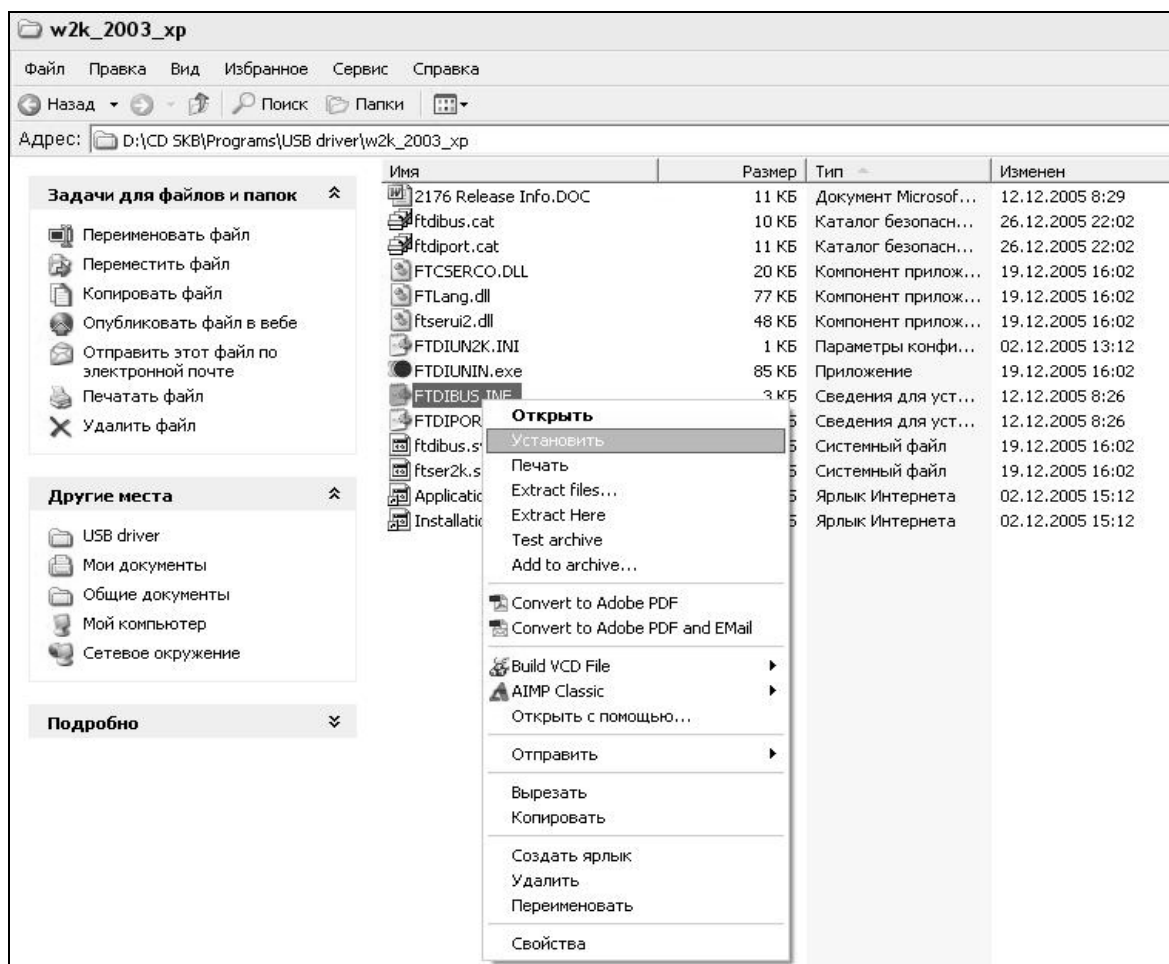 w2k_2003_xp
Файл Правка Вид Избранное Сервис Справка
Назад Поиск Папки
Адрес: D:\CD SKB\Programs\USB driver\w2k_2003_xp
Задачи для файлов и папок
Переименовать файл
Переместить файл
Копировать файл
Опубликовать файл в вебе
Отправить этот файл по
электронной почте
Печатать файл
Удалить файл
Другие места
USB driver
Мои документы
Общие документы
Мой компьютер
Сетевое окружение
Подробно
Имя Размер Тип Изменен
2176 Release Info.DOC 11 КБ Документ Microsof... 12.12.2005 8:29
ftdibus.cat 10 КБ Каталог безопасн... 26.12.2005 22:02
ftdiport.cat 11 КБ Каталог безопасн... 26.12.2005 22:02
FTCSERCO.DLL 20 КБ Компонент прилож... 19.12.2005 16:02
FTLang.dll 77 КБ Компонент прилож... 19.12.2005 16:02
ftserui2.dll 48 КБ Компонент прилож... 19.12.2005 16:02
FTDIUN2K.INI 1 КБ Параметры конфи... 02.12.2005 13:12
FTDIUNIN.exe 85 КБ Приложение 19.12.2005 16:02
FTDIBUS.INF 3 КБ Сведения для уст... 12.12.2005 8:26
FTDIPOR Б Сведения для уст... 12.12.2005 8:26
ftdibus.s Б Системный файл 19.12.2005 16:02
ftser2k.s Б Системный файл 19.12.2005 16:02
Applicatio Б Ярлык Интернета 02.12.2005 15:12
Installatio Б Ярлык Интернета 02.12.2005 15:12
Открыть
Установить
Печать
Extract files...
Extract Here
Test archive
Add to archive...
Convert to Adobe PDF
Convert to Adobe PDF and EMail
Build VCD File
AIMP Classic
Открыть с помощью...
Отправить
Вырезать
Копировать
Создать ярлык
Удалить
Переименовать
Свойства